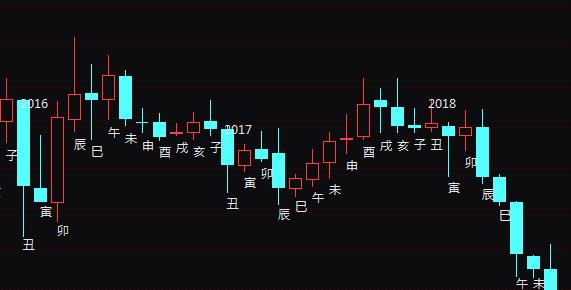 2016
2017
2018
子
丑
寅
卯
辰
巳
午
未
申
酉
戌
亥
子
丑
寅
卯
辰
巳
午
未
申
酉
戌
亥
子
丑
寅
卯
辰
巳
午
未